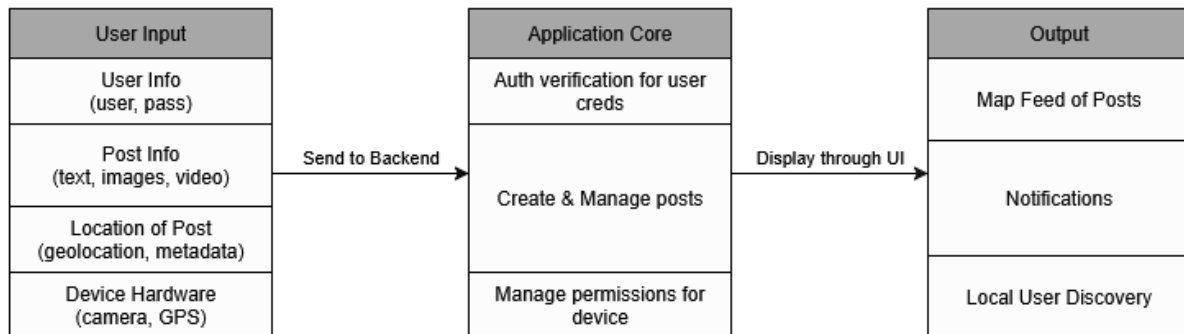 User Input
User Info
(user, pass)
Post Info
(text, images, video)
Location of Post
(geolocation, metadata)
Device Hardware
(camera, GPS)
Send to Backend
Application Core
Auth verification for user
creds
Create & Manage posts
Manage permissions for
device
Display through UI
Output
Map Feed of Posts
Notifications
Local User Discovery